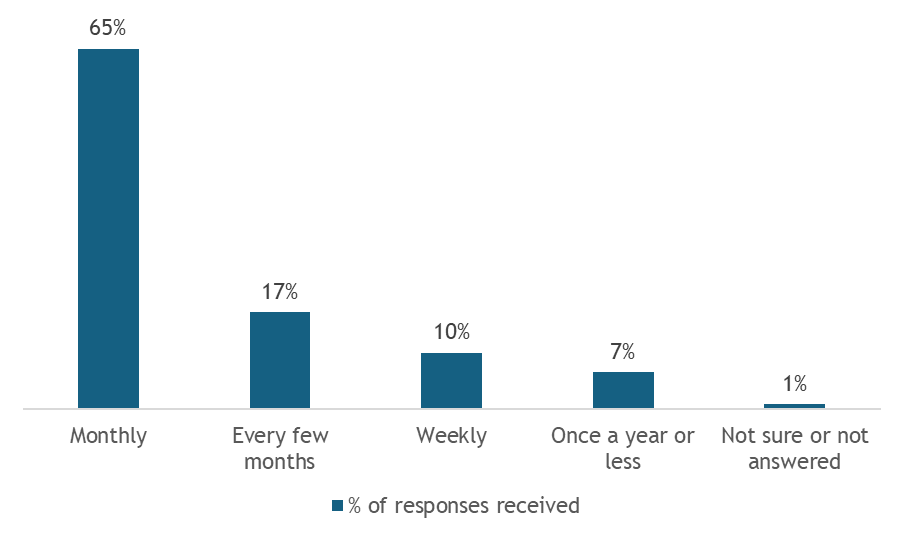 65%
17%
10%
7%
1%
Monthly
Every few
months
Weekly
Once a year or
less
Not sure or not
answered
% of responses received